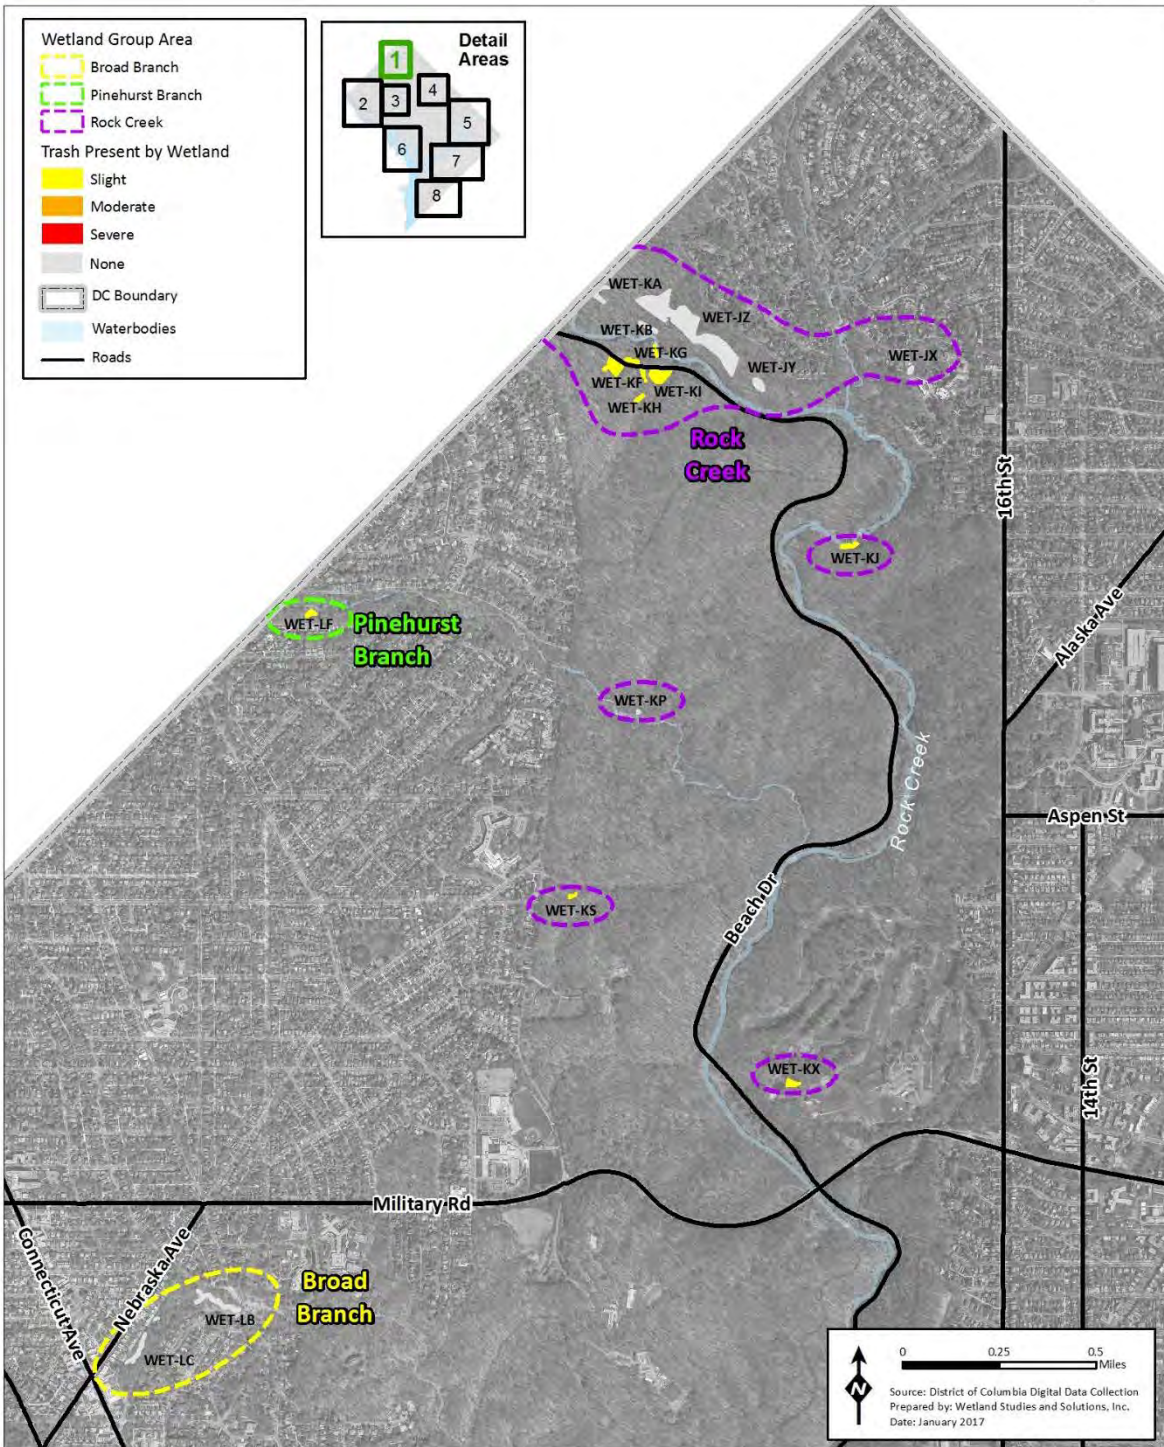 Wetland Group Area
Broad Branch
Pinehurst Branch
Rock Creek
Trash Present by Wetland
Slight
Moderate
Severe
None
DC Boundary
Waterbodies
Roads
Detail
Areas
1
2
3
4
5
6
7
8
WET-KA
WET-JZ
WET-KB
WET-KG
WET-JX
WET-JY
WET-KF
WET-KI
WET-KH
Rock
Creek
16th St
WET-KJ
Alaska Ave
WET-LF
Pinehurst
Branch
WET-KP
Rock Creek
Aspen St
WET-KS
Beach Dr
WET-KX
14th St
Military Rd
Connecticut Ave
Nebraska Ave
Broad
Branch
WET-LB
WET-LC
N
0 0.25 0.5
Miles
Source: District of Columbia Digital Data Collection
Prepared by: Wetland Studies and Solutions, Inc.
Date: January 2017